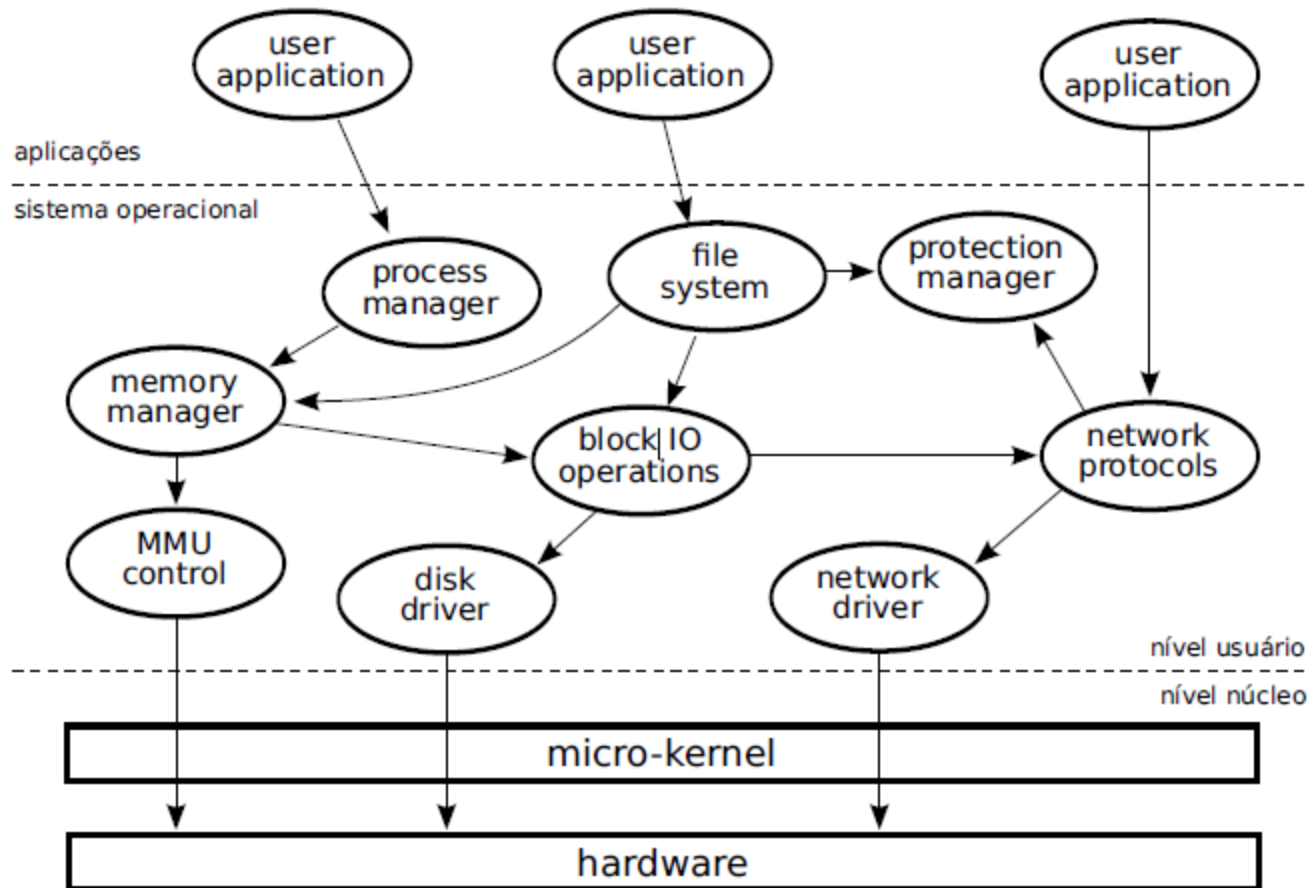 user
application
user
application
user
application
aplicações
sistema operacional
process
manager
file
system
protection
manager
memory
manager
block IO
operations
network
protocols
MMU
control
disk
driver
network
driver
nível usuário
nível núcleo
micro-kernel
hardware